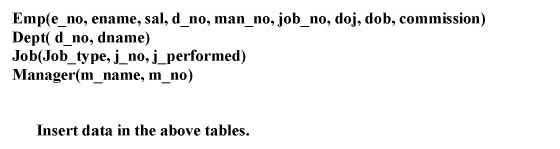 Emp(e_no, ename, sal, d_no, man_no, job_no, doj, dob, commission)
Dept( d_no, dname)
Job(Job_type, j_no, j_performed)
Manager(m_name, m_no)
Insert data in the above tables.